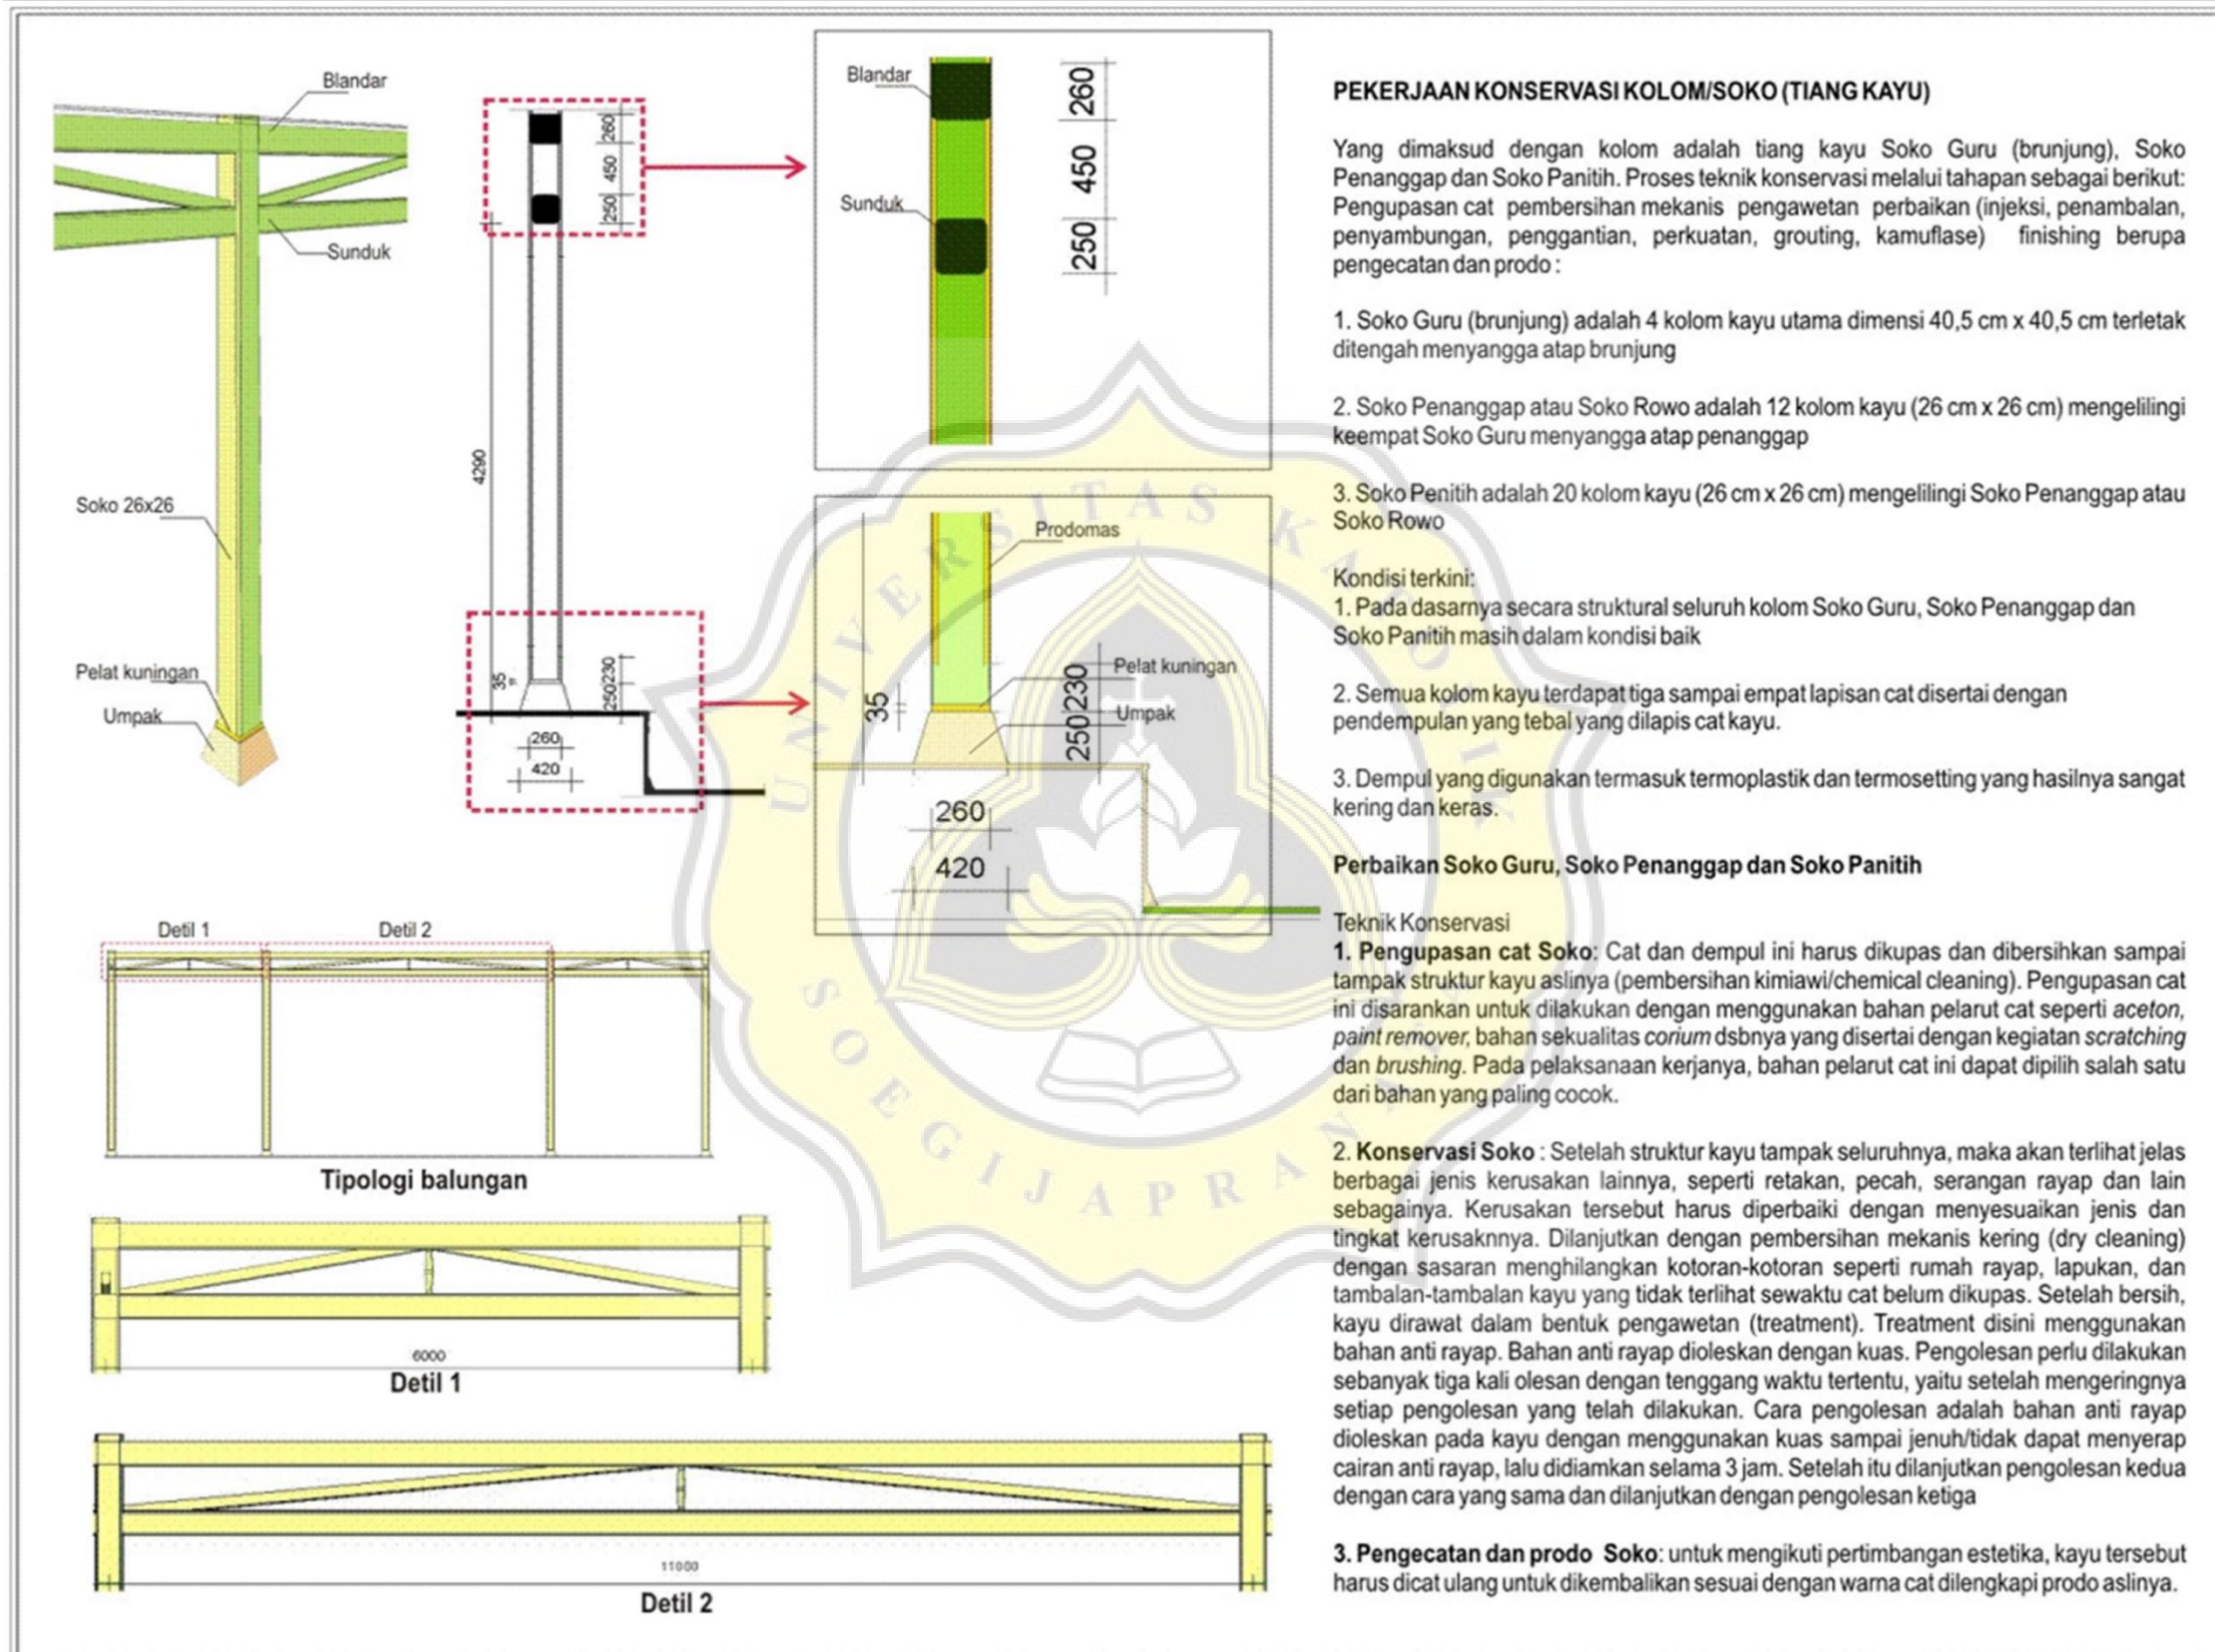 Blandar
Sunduk
Soko 26x26
Pelat kuningan
Umpak
260
450
250
4290
35
230
250
260
420
Blandar
Sunduk
260
450
250
Prodomas
Pelat kuningan
Umpak
35
230
250
260
420
Detil 1
Detil 2
Tipologi balungan
6000
Detil 1
11000
Detil 2
PEKERJAAN KONSERVASI KOLOM/SOKO (TIANG KAYU)
Yang dimaksud dengan kolom adalah tiang kayu Soko Guru (brunjung), Soko
Penanggap dan Soko Panitih. Proses teknik konservasi melalui tahapan sebagai berikut:
Pengupasan cat pembersihan mekanis pengawetan perbaikan (injeksi, penambalan,
penyambungan, penggantian, perkuatan, grouting, kamuflase) finishing berupa
pengecatan dan prodo :
1. Soko Guru (brunjung) adalah 4 kolom kayu utama dimensi 40,5 cm x 40,5 cm terletak
ditengah menyangga atap brunjung
2. Soko Penanggap atau Soko Rowo adalah 12 kolom kayu (26 cm x 26 cm) mengelilingi
keempat Soko Guru menyangga atap penanggap
3. Soko Penitih adalah 20 kolom kayu (26 cm x 26 cm) mengelilingi Soko Penanggap atau
Soko Rowo
Kondisi terkini:
1. Pada dasarnya secara struktural seluruh kolom Soko Guru, Soko Penanggap dan
Soko Panitih masih dalam kondisi baik
2. Semua kolom kayu terdapat tiga sampai empat lapisan cat disertai dengan
pendempulan yang tebal yang dilapis cat kayu.
3. Dempul yang digunakan termasuk termoplastik dan termosetting yang hasilnya sangat
kering dan keras.
Perbaikan Soko Guru, Soko Penanggap dan Soko Panitih
Teknik Konservasi
1. Pengupasan cat Soko: Cat dan dempul ini harus dikupas dan dibersihkan sampai
tampak struktur kayu aslinya (pembersihan kimiawi/chemical cleaning). Pengupasan cat
ini disarankan untuk dilakukan dengan menggunakan bahan pelarut cat seperti aceton,
paint remover, bahan sekualitas corium dsbnya yang disertai dengan kegiatan scratching
dan brushing. Pada pelaksanaan kerjanya, bahan pelarut cat ini dapat dipilih salah satu
dari bahan yang paling cocok.
2. Konservasi Soko : Setelah struktur kayu tampak seluruhnya, maka akan terlihat jelas
berbagai jenis kerusakan lainnya, seperti retakan, pecah, serangan rayap dan lain
sebagainya. Kerusakan tersebut harus diperbaiki dengan menyesuaikan jenis dan
tingkat kerusaknnya. Dilanjutkan dengan pembersihan mekanis kering (dry cleaning)
dengan sasaran menghilangkan kotoran-kotoran seperti rumah rayap, lapukan, dan
tambalan-tambalan kayu yang tidak terlihat sewaktu cat belum dikupas. Setelah bersih,
kayu dirawat dalam bentuk pengawetan (treatment). Treatment disini menggunakan
bahan anti rayap. Bahan anti rayap dioleskan dengan kuas. Pengolesan perlu dilakukan
sebanyak tiga kali olesan dengan tenggang waktu tertentu, yaitu setelah mengeringnya
setiap pengolesan yang telah dilakukan. Cara pengolesan adalah bahan anti rayap
dioleskan pada kayu dengan menggunakan kuas sampai jenuh/tidak dapat menyerap
cairan anti rayap, lalu didiamkan selama 3 jam. Setelah itu dilanjutkan pengolesan kedua
dengan cara yang sama dan dilanjutkan dengan pengolesan ketiga
3. Pengecatan dan prodo Soko: untuk mengikuti pertimbangan estetika, kayu tersebut
harus dicat ulang untuk dikembalikan sesuai dengan warna cat dilengkapi prodo aslinya.
UNIVERSITAS KATOLIK
SOEGIJAPRANATA